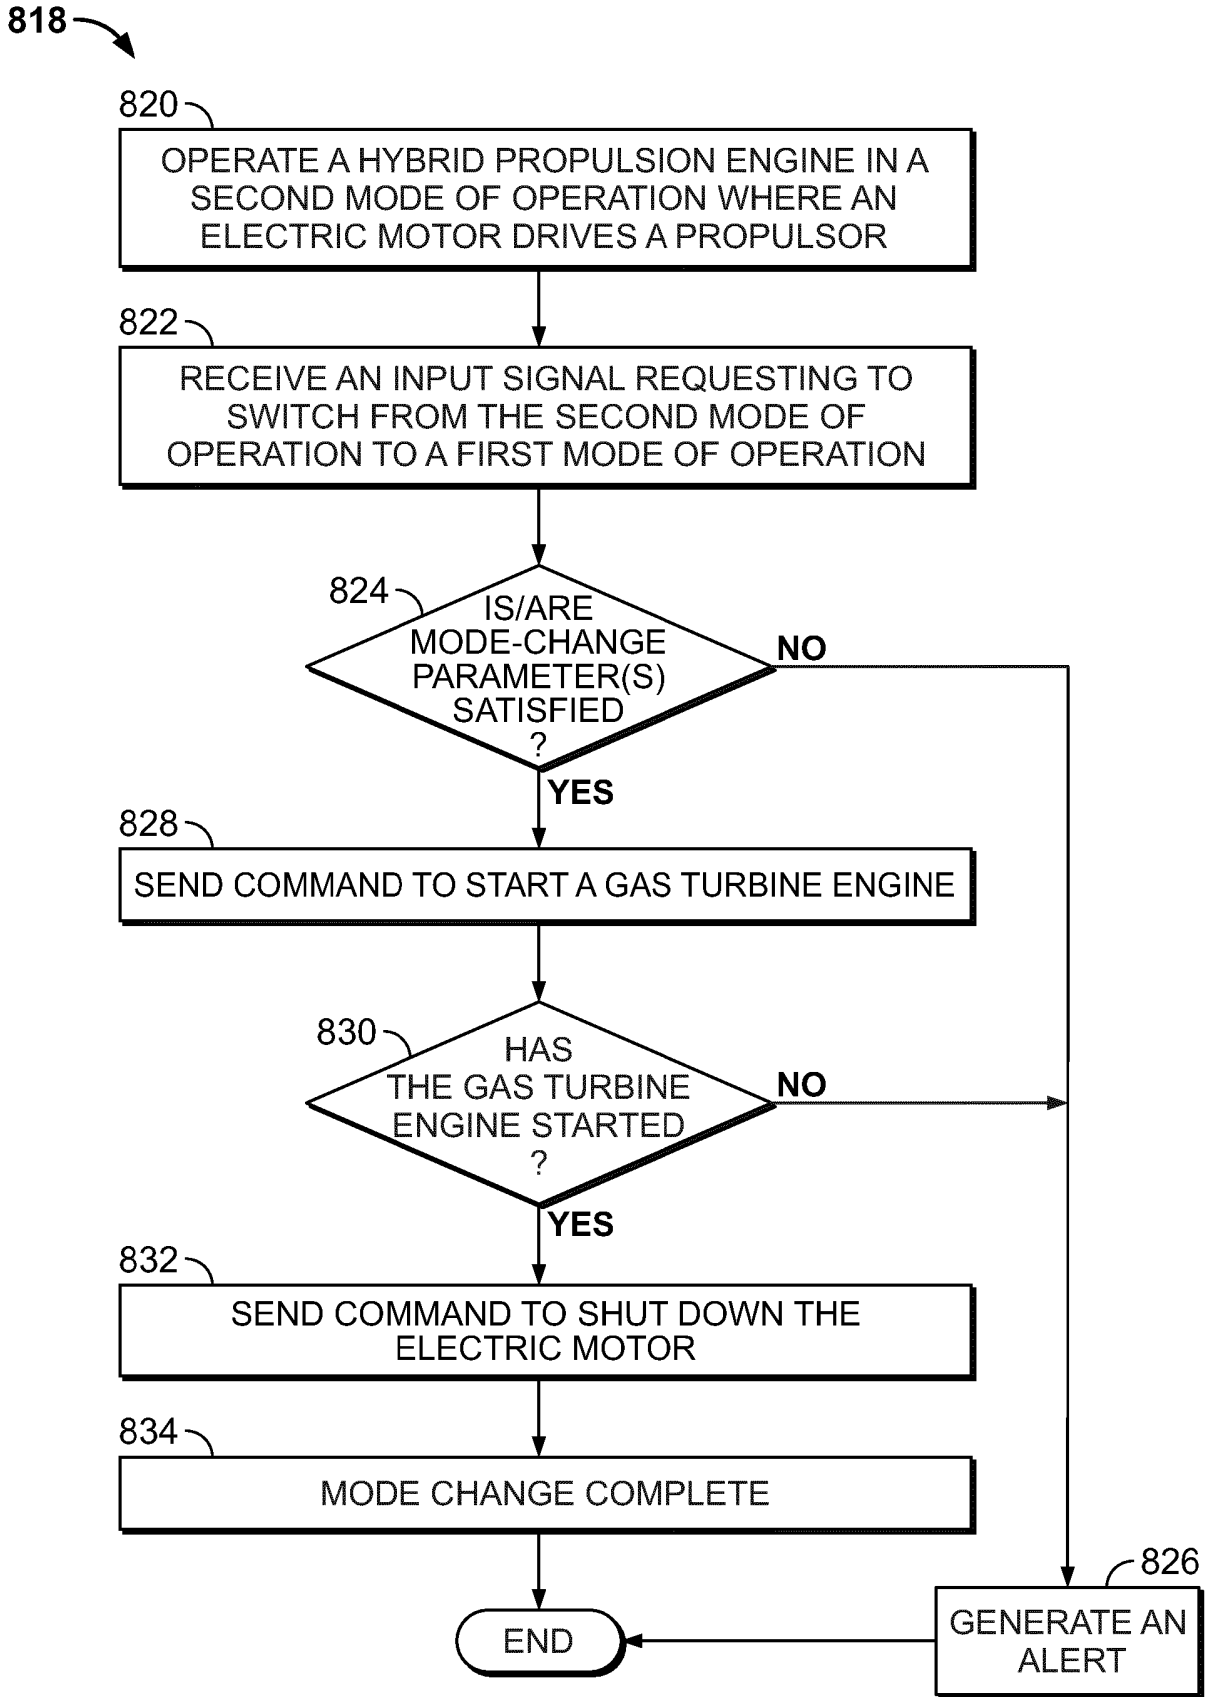 818
820
OPERATE A HYBRID PROPULSION ENGINE IN A
SECOND MODE OF OPERATION WHERE AN
ELECTRIC MOTOR DRIVES A PROPULSOR
822
RECEIVE AN INPUT SIGNAL REQUESTING TO
SWITCH FROM THE SECOND MODE OF
OPERATION TO A FIRST MODE OF OPERATION
824
IS/ARE
MODE-CHANGE
PARAMETER(S)
SATISFIED
?
NO
YES
828
SEND COMMAND TO START A GAS TURBINE ENGINE
830
HAS
THE GAS TURBINE
ENGINE STARTED
?
NO
YES
832
SEND COMMAND TO SHUT DOWN THE
ELECTRIC MOTOR
834
MODE CHANGE COMPLETE
826
GENERATE AN
ALERT
END